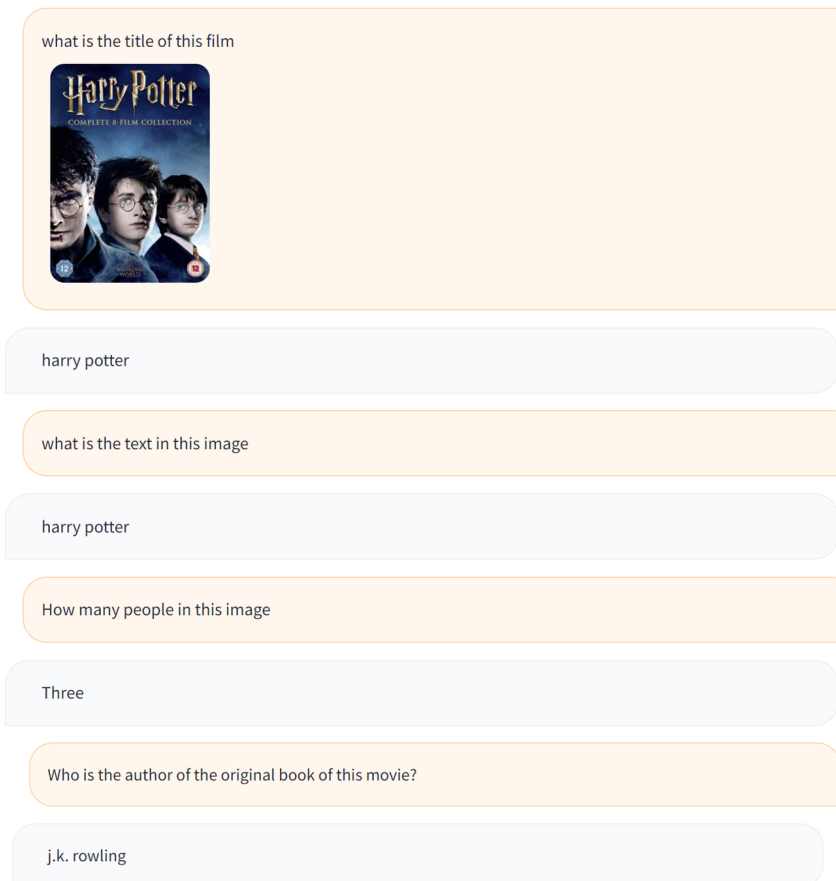 what is the title of this film
Harry Potter
COMPLETE 8-FILM COLLECTION
12
WIZARDING
WORLD
12
harry potter
what is the text in this image
harry potter
How many people in this image
Three
Who is the author of the original book of this movie?
j.k. rowling